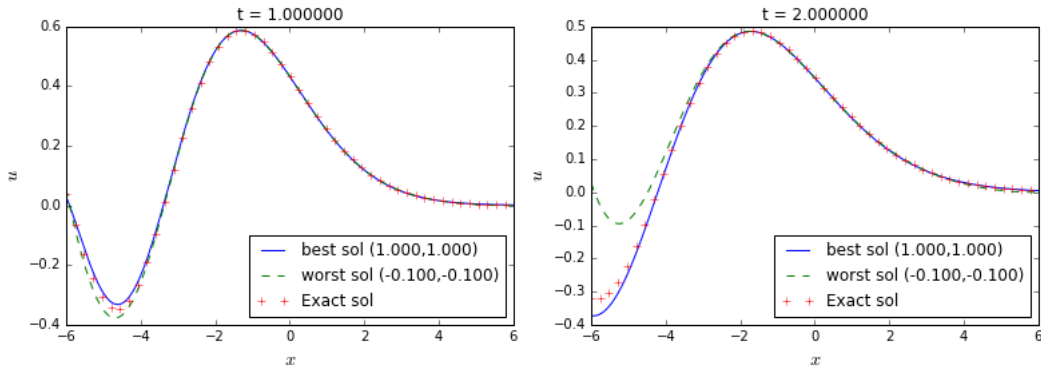 t = 1.000000
0.6
0.4
0.2
0.0
−0.2
−0.4
u
best sol (1.000,1.000)
worst sol (-0.100,-0.100)
Exact sol
−6 −4 −2 0 2 4 6
x
t = 2.000000
0.5
0.4
0.3
0.2
0.1
0.0
−0.1
−0.2
−0.3
−0.4
u
best sol (1.000,1.000)
worst sol (-0.100,-0.100)
Exact sol
−6 −4 −2 0 2 4 6
x